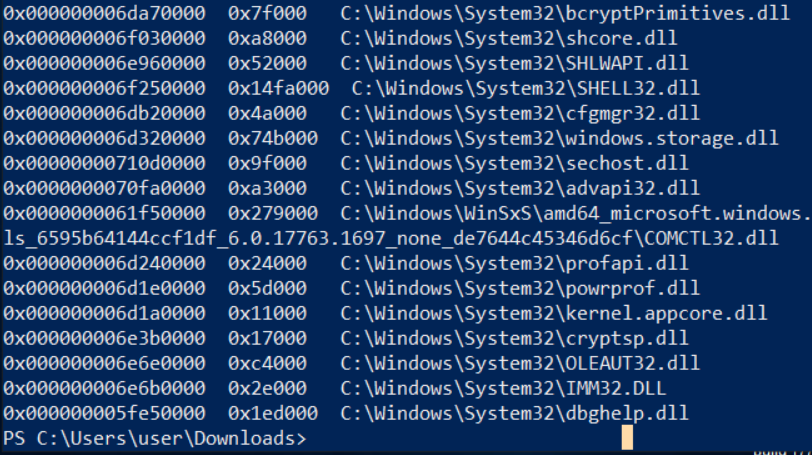 0x000000006da70000  0x7f000   C:\Windows\System32\bcryptPrimitives.dll
0x000000006f030000  0xa8000   C:\Windows\System32\shcore.dll
0x000000006e960000  0x52000   C:\Windows\System32\SHLWAPI.dll
0x000000006f250000  0x14fa000  C:\Windows\System32\SHELL32.dll
0x000000006db20000  0x4a000   C:\Windows\System32\cfgmgr32.dll
0x000000006d320000  0x74b000  C:\Windows\System32\windows.storage.dll
0x00000000710d0000  0x9f000   C:\Windows\System32\sechost.dll
0x0000000070fa0000  0xa3000   C:\Windows\System32\advapi32.dll
0x0000000061f50000  0x279000  C:\Windows\WinSxS\amd64_microsoft.windows.
ls_6595b64144ccf1df_6.0.17763.1697_none_de7644c45346d6cf\COMCTL32.dll
0x000000006d240000  0x24000   C:\Windows\System32\profapi.dll
0x000000006d1e0000  0x5d000   C:\Windows\System32\powrprof.dll
0x000000006d1a0000  0x11000   C:\Windows\System32\kernel.appcore.dll
0x000000006e3b0000  0x17000   C:\Windows\System32\cryptsp.dll
0x000000006e6e0000  0xc4000   C:\Windows\System32\OLEAUT32.dll
0x000000006e6b0000  0x2e000   C:\Windows\System32\IMM32.DLL
0x000000005fe50000  0x1ed000  C:\Windows\System32\dbghelp.dll
PS C:\Users\user\Downloads>